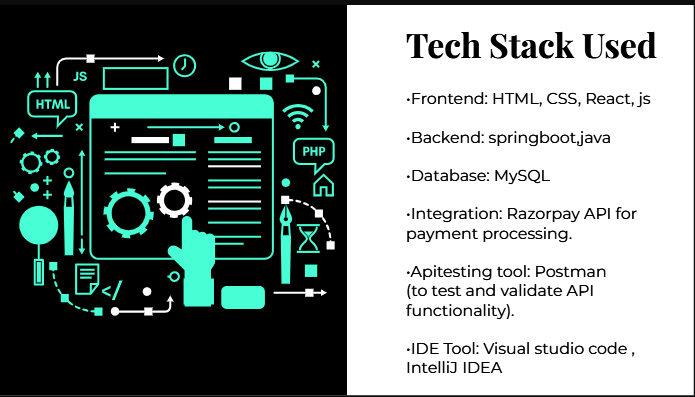 JS
HTML
PHP
</>
Tech Stack Used
•Frontend: HTML, CSS, React, js
•Backend: springboot,java
•Database: MySQL
•Integration: Razorpay API for
payment processing.
•Apitesting tool: Postman
(to test and validate API
functionality).
•IDE Tool: Visual studio code ,
IntelliJ IDEA